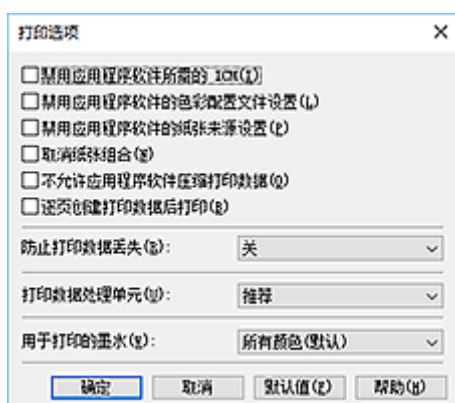 打印选项
禁用应用程序软件所需的 ICM(I)
禁用应用程序软件的色彩配置文件设置(L)
禁用应用程序软件的纸张来源设置(P)
取消纸张组合(N)
不允许应用程序软件压缩打印数据(O)
逐页创建打印数据后打印(R)
防止打印数据丢失(B):
关
打印数据处理单元(U):
推荐
用于打印的墨水(K):
所有颜色(默认)
确定 取消 默认值(Z) 帮助(H)